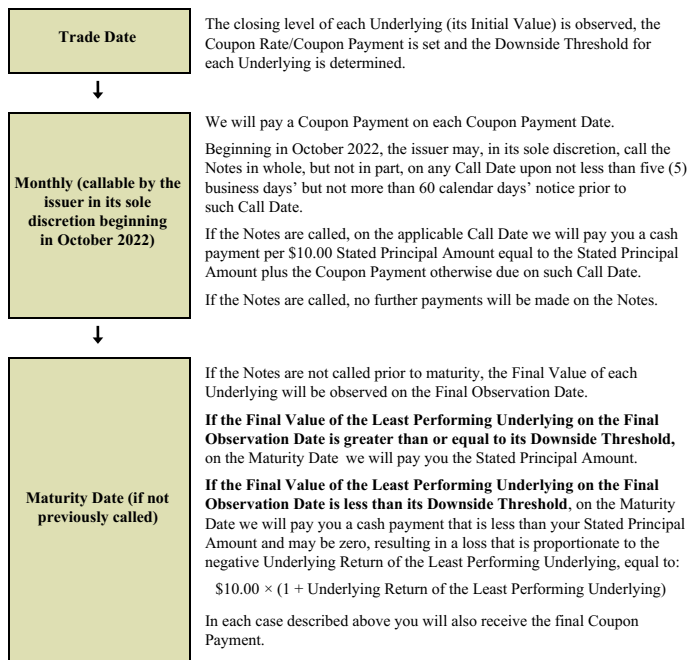 Trade Date
The closing level of each Underlying (its Initial Value) is observed, the
Coupon Rate/Coupon Payment is set and the Downside Threshold for
each Underlying is determined.
Monthly (callable by the
issuer in its sole
discretion beginning
in October 2022)
We will pay a Coupon Payment on each Coupon Payment Date.
Beginning in October 2022, the issuer may, in its sole discretion, call the
Notes in whole, but not in part, on any Call Date upon not less than five (5)
business days’ but not more than 60 calendar days’ notice prior to
such Call Date.
If the Notes are called, on the applicable Call Date we will pay you a cash
payment per $10.00 Stated Principal Amount equal to the Stated Principal
Amount plus the Coupon Payment otherwise due on such Call Date.
If the Notes are called, no further payments will be made on the Notes.
Maturity Date (if not
previously called)
If the Notes are not called prior to maturity, the Final Value of each
Underlying will be observed on the Final Observation Date.
If the Final Value of the Least Performing Underlying on the Final
Observation Date is greater than or equal to its Downside Threshold,
on the Maturity Date we will pay you the Stated Principal Amount.
If the Final Value of the Least Performing Underlying on the Final
Observation Date is less than its Downside Threshold, on the Maturity
Date we will pay you a cash payment that is less than your Stated Principal
Amount and may be zero, resulting in a loss that is proportionate to the
negative Underlying Return of the Least Performing Underlying, equal to:
$10.00 × (1 + Underlying Return of the Least Performing Underlying)
In each case described above you will also receive the final Coupon
Payment.